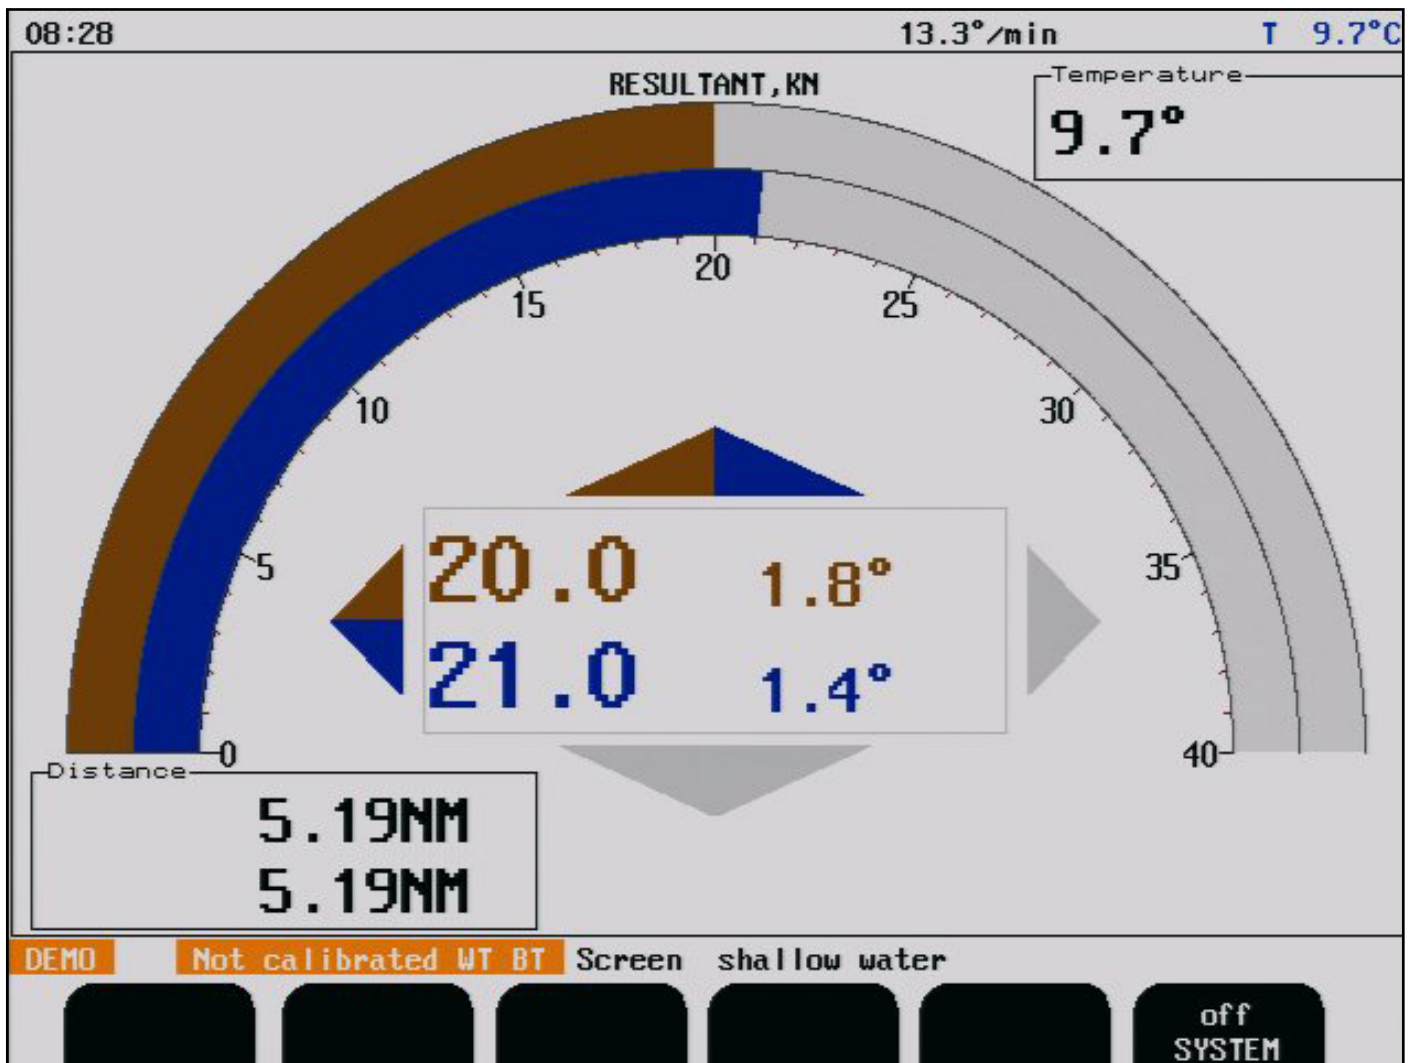 08:28 13.3°/min T 9.7°C
RESULTANT,KN
Temperature
9.7°
20
15 25
10 30
5 35
20.0 1.8°
21.0 1.4°
0 40
Distance
5.19NM
5.19NM
DEMO Not calibrated WT BT Screen shallow water
off
SYSTEM